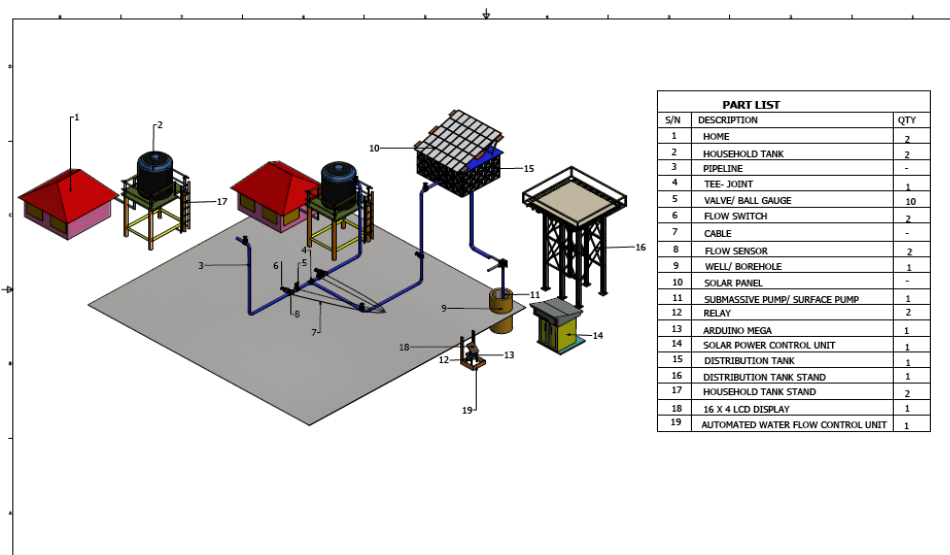 PART LIST
S/N DESCRIPTION QTY
1 HOME 2
2 HOUSEHOLD TANK 2
3 PIPELINE -
4 TEE- JOINT 1
5 VALVE/ BALL GAUGE 10
6 FLOW SWITCH 2
7 CABLE -
8 FLOW SENSOR 2
9 WELL/ BOREHOLE 1
10 SOLAR PANEL -
11 SUBMASSIVE PUMP/ SURFACE PUMP 1
12 RELAY 2
13 ARDUINO MEGA 1
14 SOLAR POWER CONTROL UNIT 1
15 DISTRIBUTION TANK 1
16 DISTRIBUTION TANK STAND 1
17 HOUSEHOLD TANK STAND 2
18 16 X 4 LCD DISPLAY 1
19 AUTOMATED WATER FLOW CONTROL UNIT 1
1
2
10
15
17
16
4
6
5
3
8
7
11
9
14
18
12
13
19